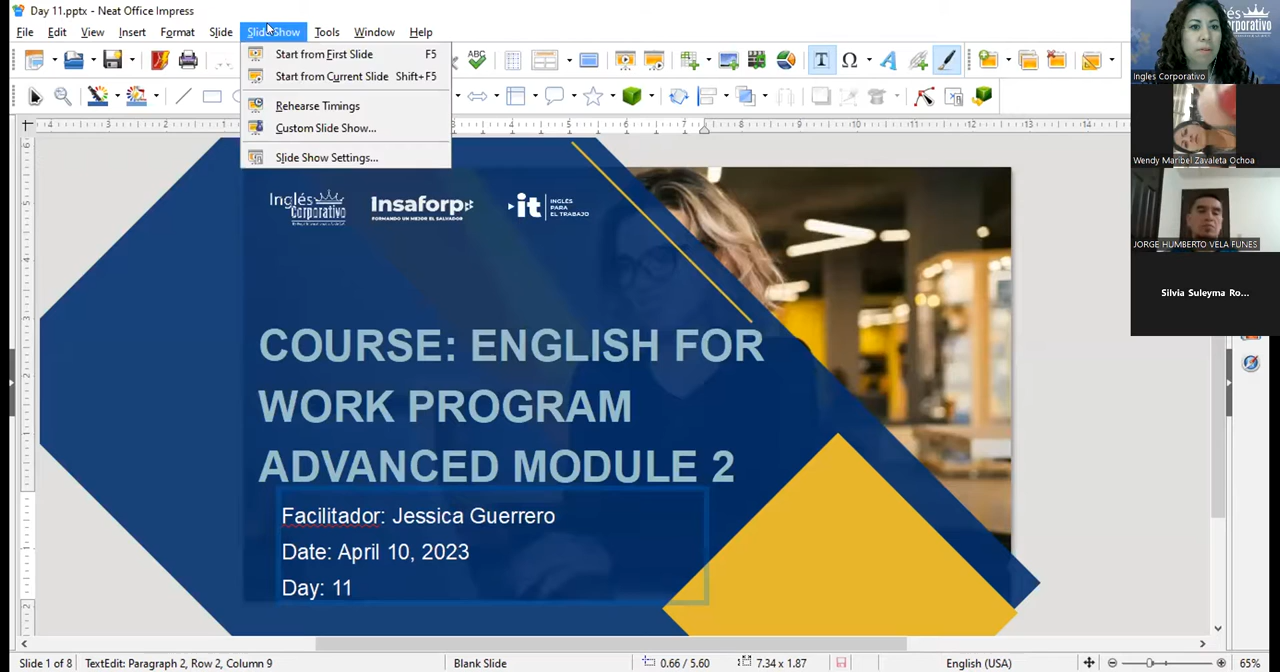 Day 11.pptx - Neat Office Impress
File Edit View Insert Format Slide Slide Show Tools Window Help
Start from First Slide F5
Start from Current Slide Shift+F5
Rehearse Timings
Custom Slide Show...
Slide Show Settings...
Inglés Corporativo
Insaforp
FORMANDO UN MEJOR EL SALVADOR
it INGLÉS PARA EL TRABAJO
COURSE: ENGLISH FOR
WORK PROGRAM
ADVANCED MODULE 2
Facilitador: Jessica Guerrero
Date: April 10, 2023
Day: 11
Ingles Corporativo
Wendy Maribel Zavaleta Ochoa
JORGE HUMBERTO VELA FUNES
Silvia Suleyma Ro...
Slide 1 of 8 TextEdit: Paragraph 2, Row 2, Column 9 Blank Slide 0.66 / 5.60 7.34 x 1.87 English (USA) 65%